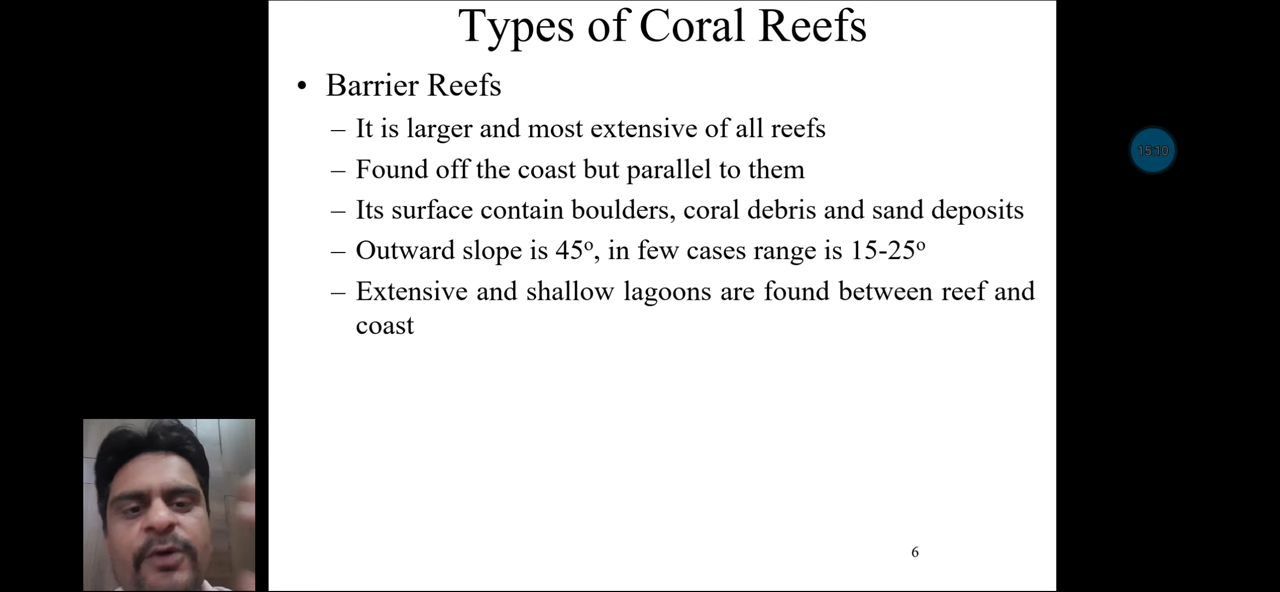 Types of Coral Reefs
• Barrier Reefs
– It is larger and most extensive of all reefs
– Found off the coast but parallel to them
– Its surface contain boulders, coral debris and sand deposits
– Outward slope is 45º, in few cases range is 15-25º
– Extensive and shallow lagoons are found between reef and
coast
6
15:10